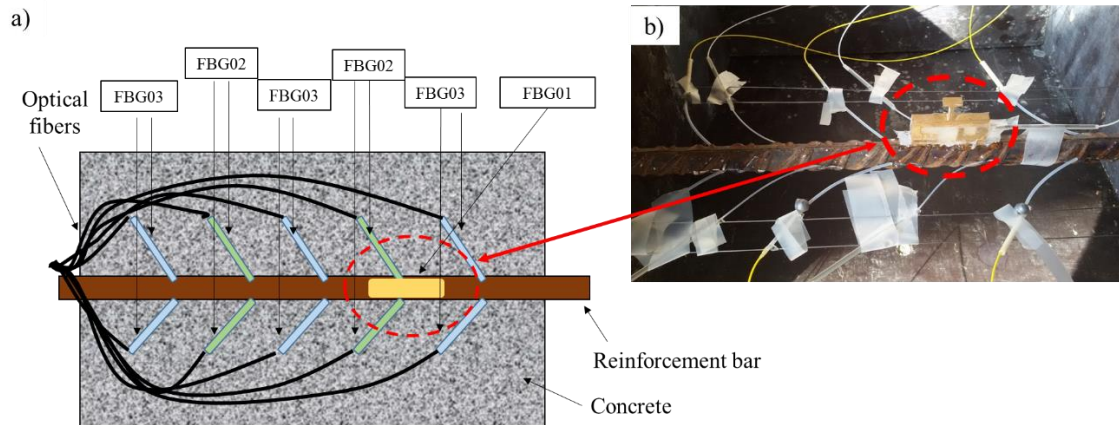 a)
b)
FBG02
FBG02
FBG03
FBG03
FBG03
FBG01
Optical
fibers
Reinforcement bar
Concrete